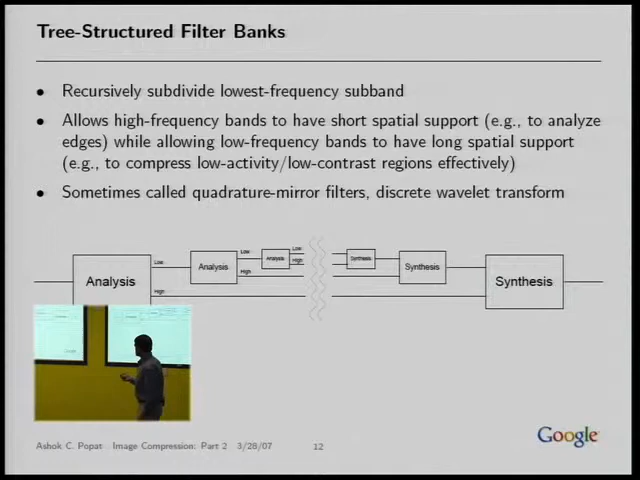 Tree-Structured Filter Banks
• Recursively subdivide lowest-frequency subband
• Allows high-frequency bands to have short spatial support (e.g., to analyze
edges) while allowing low-frequency bands to have long spatial support
(e.g., to compress low-activity/low-contrast regions effectively)
• Sometimes called quadrature-mirror filters, discrete wavelet transform
Analysis Low High Analysis Low High Analysis Low High Synthesis Synthesis Synthesis
Ashok C. Popat Image Compression: Part 2 3/28/07 12
Google